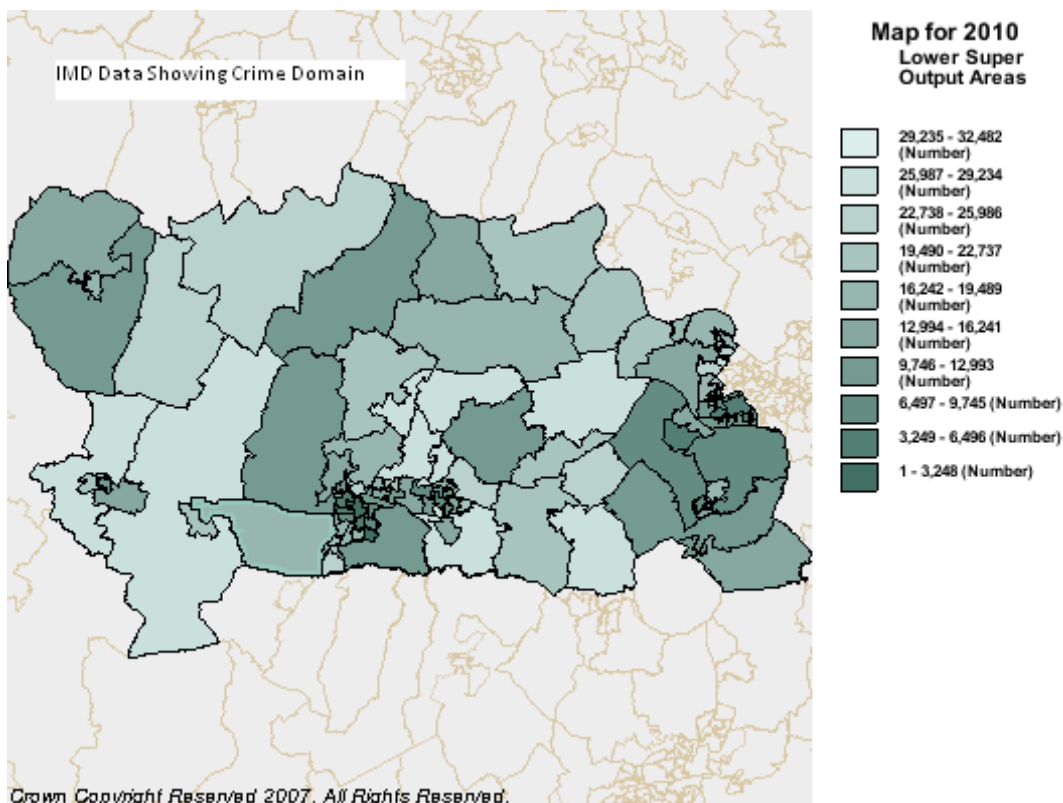 IMD Data Showing Crime Domain
Map for 2010
Lower Super
Output Areas
29,235 - 32,482
(Number)
25,987 - 29,234
(Number)
22,738 - 25,986
(Number)
19,490 - 22,737
(Number)
16,242 - 19,489
(Number)
12,994 - 16,241
(Number)
9,746 - 12,993
(Number)
6,497 - 9,745 (Number)
3,249 - 6,496 (Number)
1 - 3,248 (Number)
Crown Copyright Reserved 2007. All Rights Reserved.